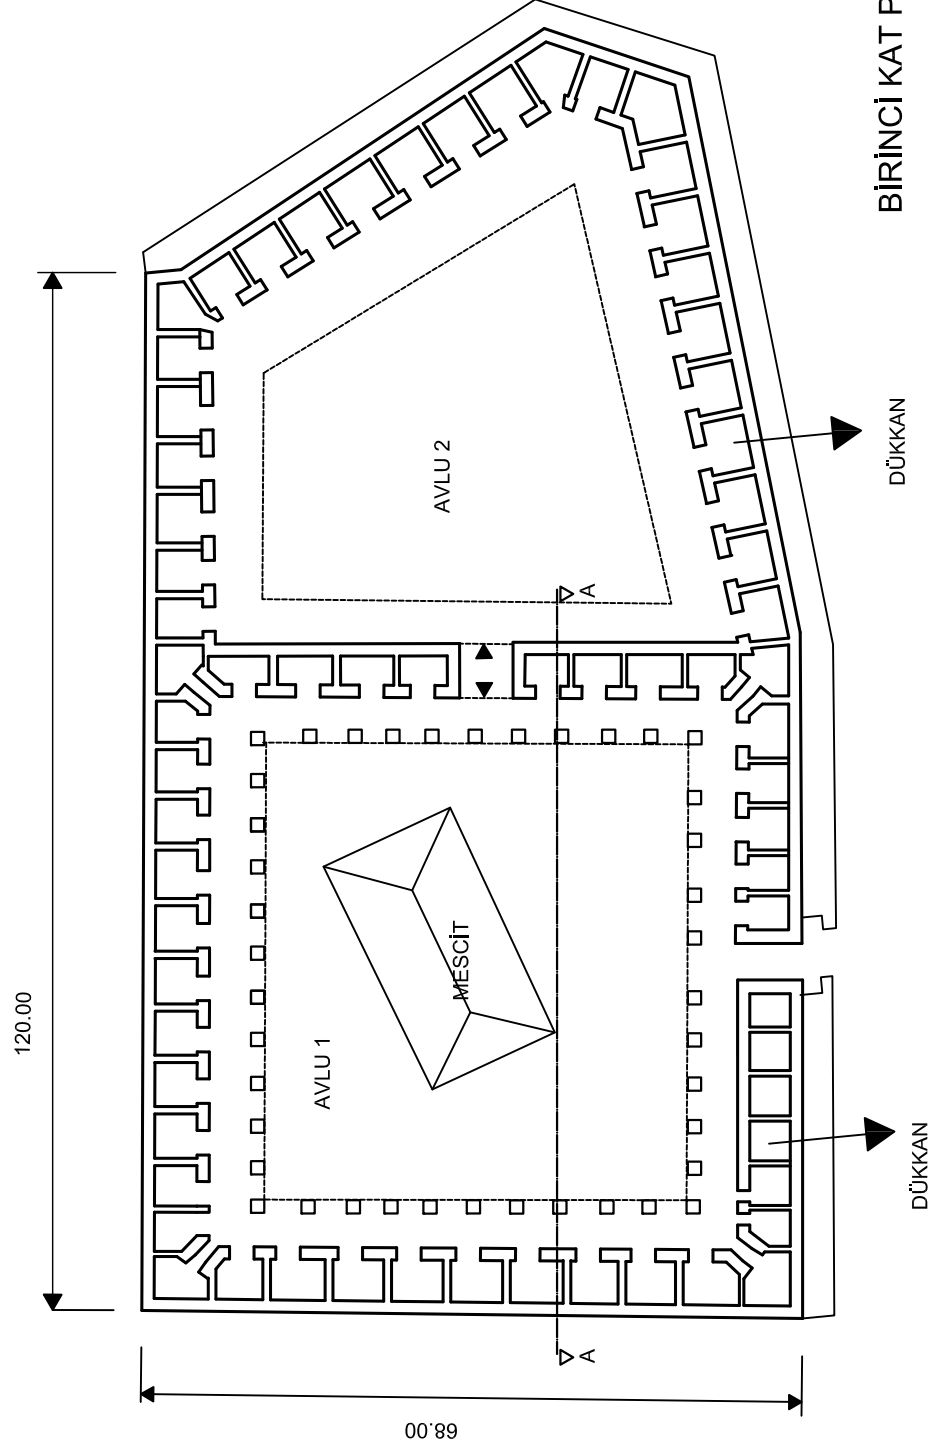 120.00
AVLU 2
A
DÜKKAN
MESCİT
AVLU 1
DÜKKAN
A
68.00
BİRİNCİ KAT